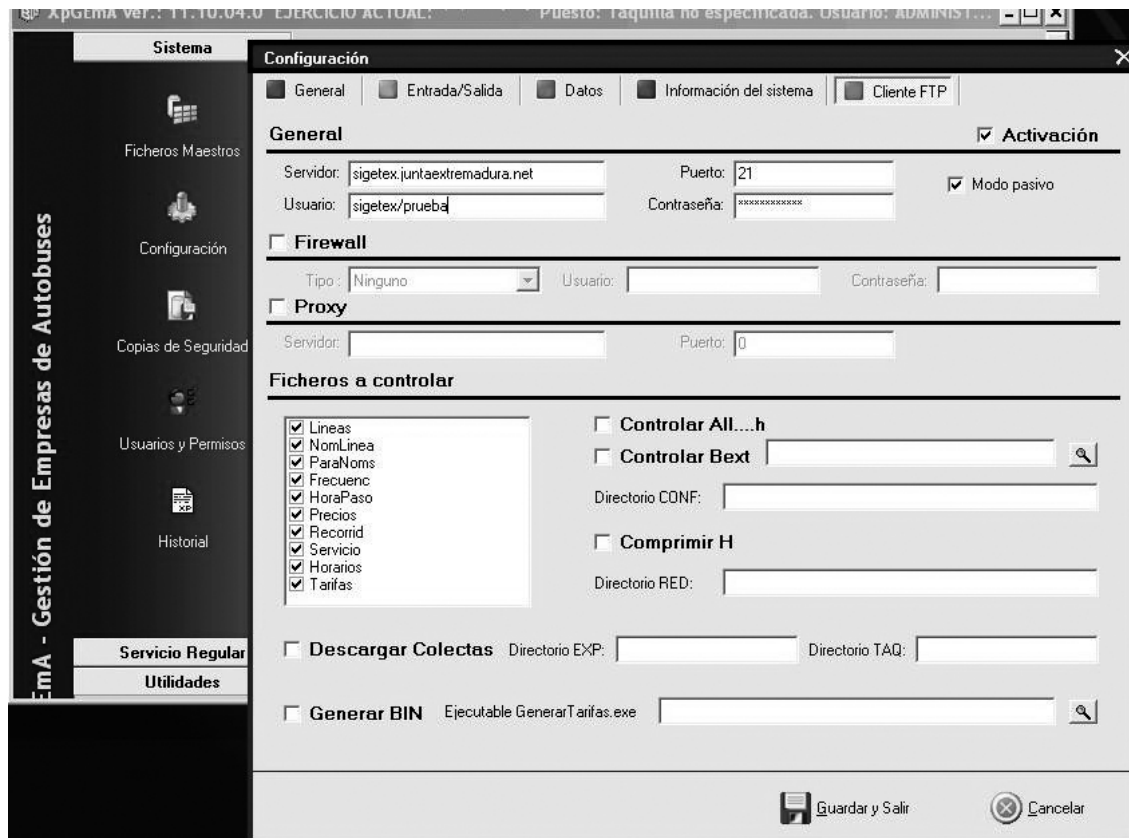 XpGEmA Ver.: 11.10.04.0 EJERCICIO ACTUAL: Puesto: Taquilla no especificada. Usuario: ADMINIST...
Sistema
Ficheros Maestros
Configuración
Copias de Seguridad
Usuarios y Permisos
Historial
Servicio Regular
Utilidades
EmA - Gestión de Empresas de Autobuses
Configuración
General Entrada/Salida Datos Información del sistema Cliente FTP
General Activación
Servidor: sigetex.juntaextremadura.net Puerto: 21 Modo pasivo
Usuario: sigetex/prueba Contraseña: ************
Firewall
Tipo : Ninguno Usuario: Contraseña:
Proxy
Servidor: Puerto: 0
Ficheros a controlar
Lineas
NomLinea
ParaNoms
Frecuenc
HoraPaso
Precios
Recorrid
Servicio
Horarios
Tarifas
Controlar All....h
Controlar Bext
Directorio CONF:
Comprimir H
Directorio RED:
Descargar Colectas Directorio EXP: Directorio TAQ:
Generar BIN Ejecutable GenerarTarifas.exe
Guardar y Salir Cancelar